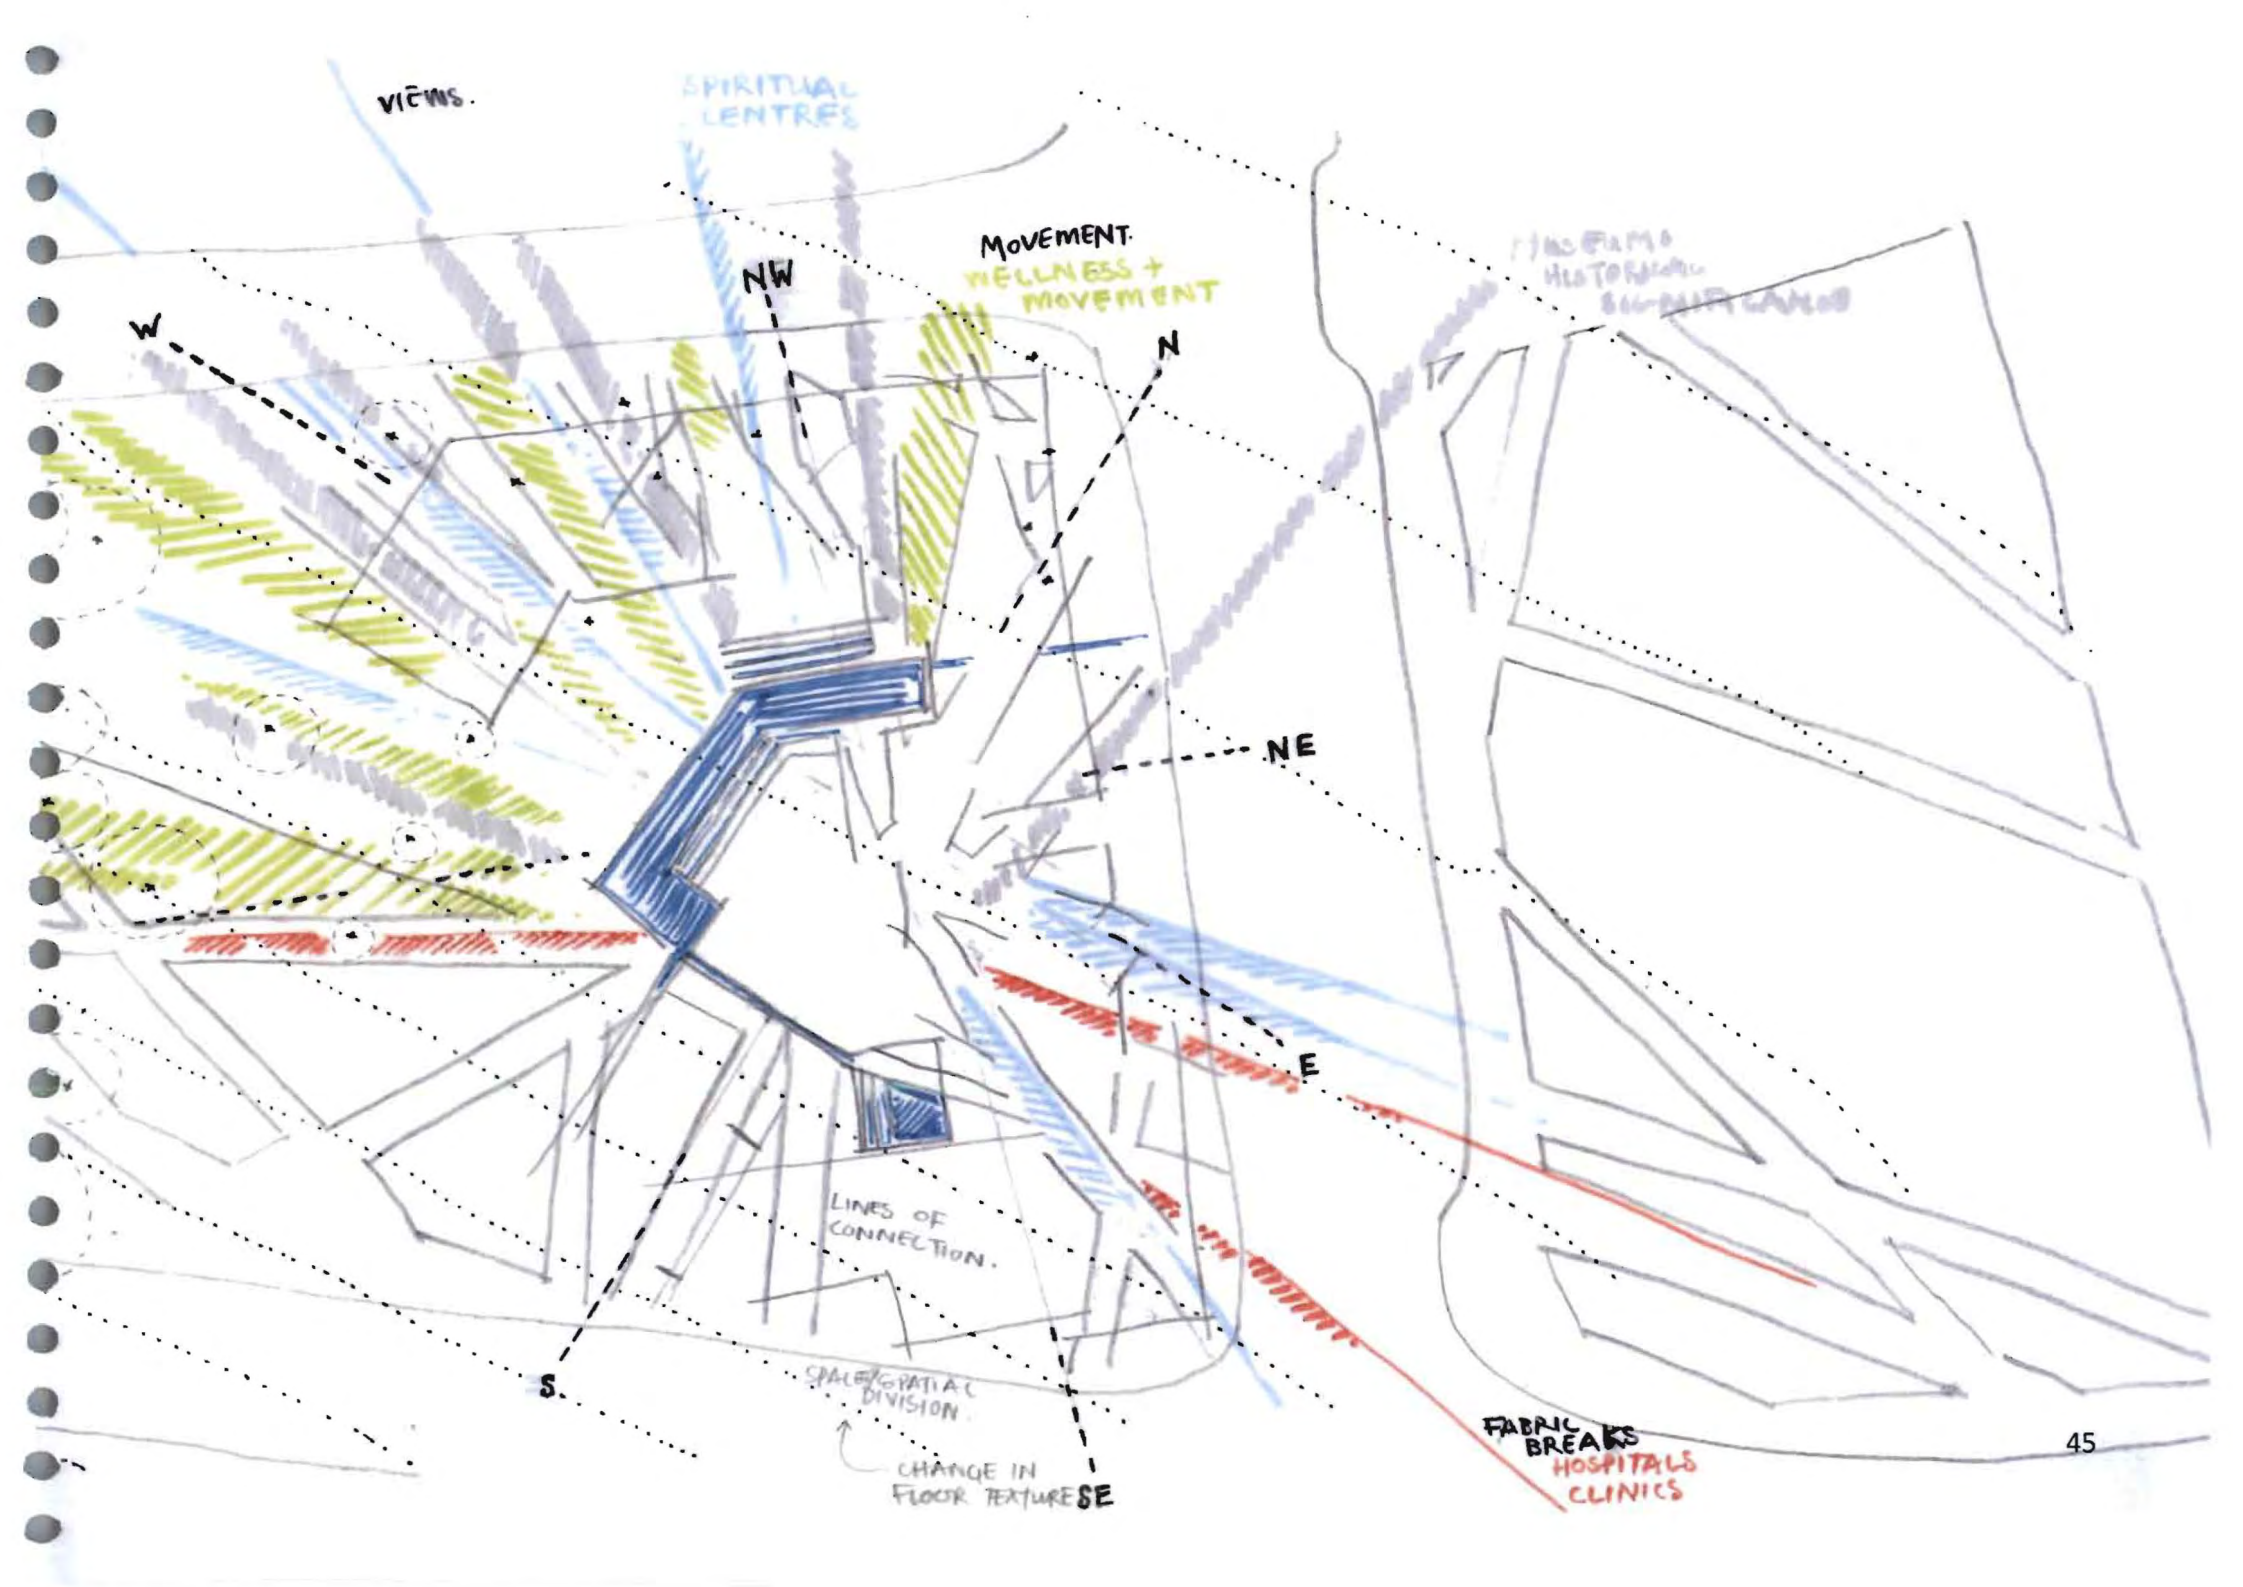 VIEWS.
SPIRITUAL
CENTRES
MOVEMENT.
WELLNESS +
MOVEMENT
NW
W
N
NE
E
LINES OF
CONNECTION.
S.
SPACE/SPATIAL
DIVISION.
CHANGE IN
FLOOR TEXTURE
SE
FABRIC
BREAKS
HOSPITALS
CLINICS
45